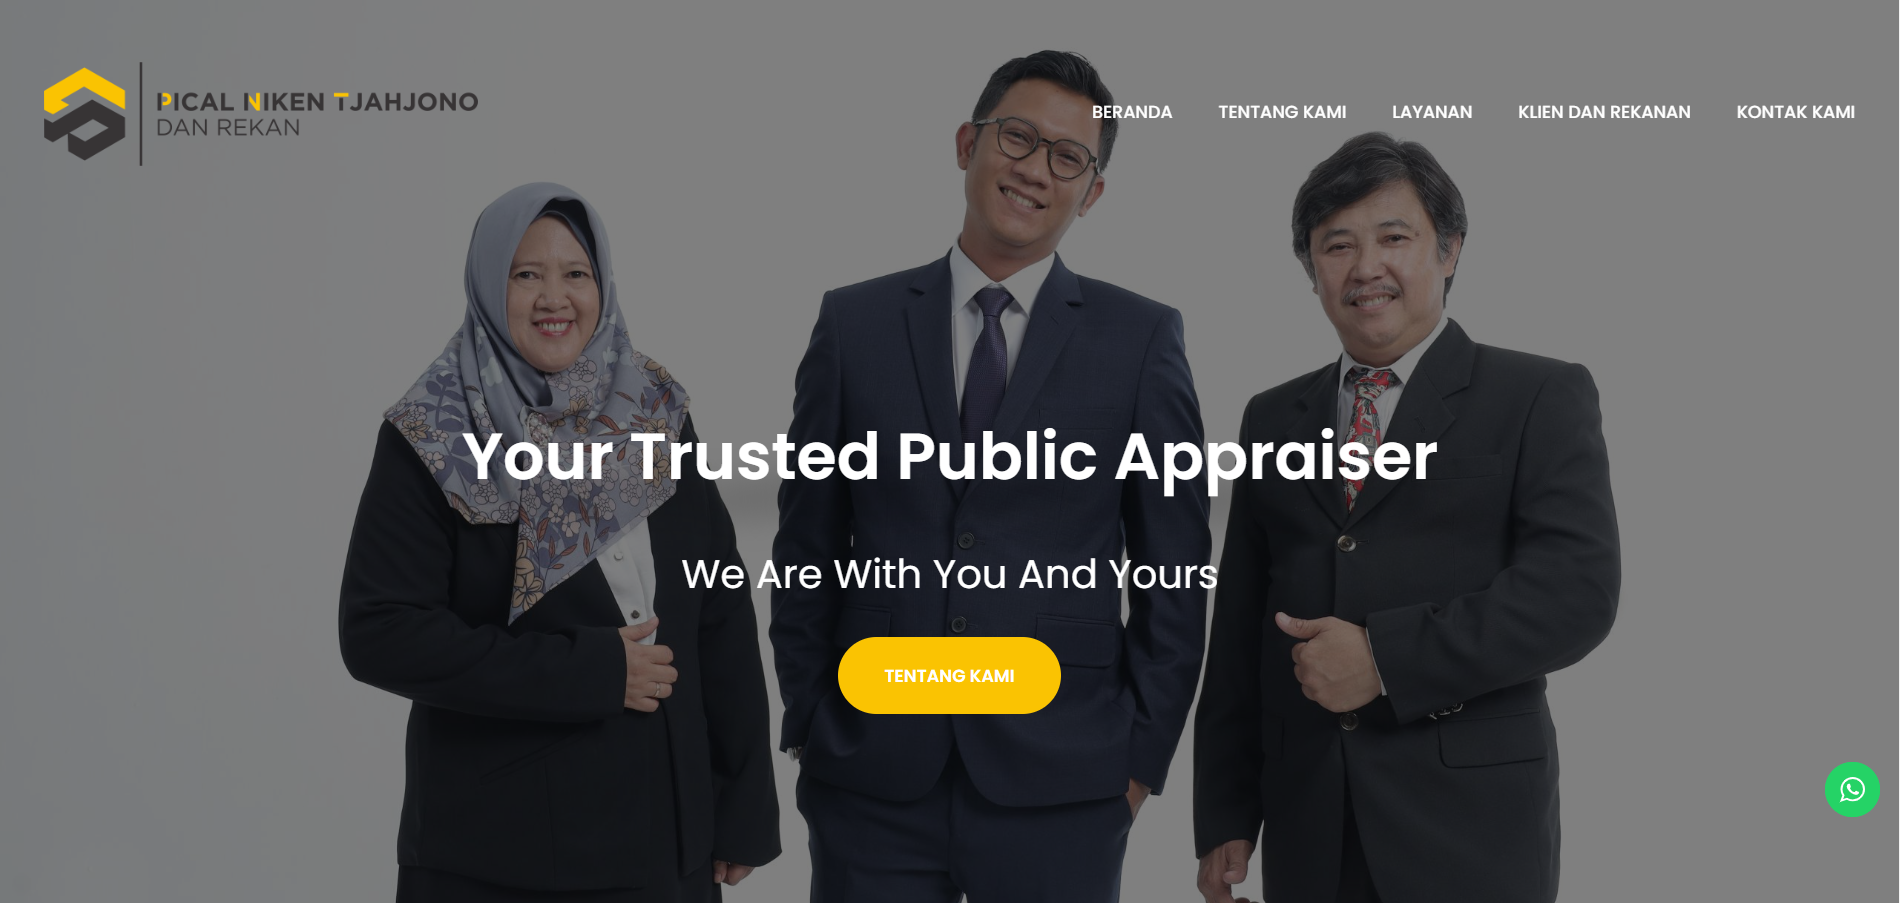 PICAL NIKEN TJAHJONO
DAN REKAN
BERANDA TENTANG KAMI LAYANAN KLIEN DAN REKANAN KONTAK KAMI
Your Trusted Public Appraiser
We Are With You And Yours
TENTANG KAMI